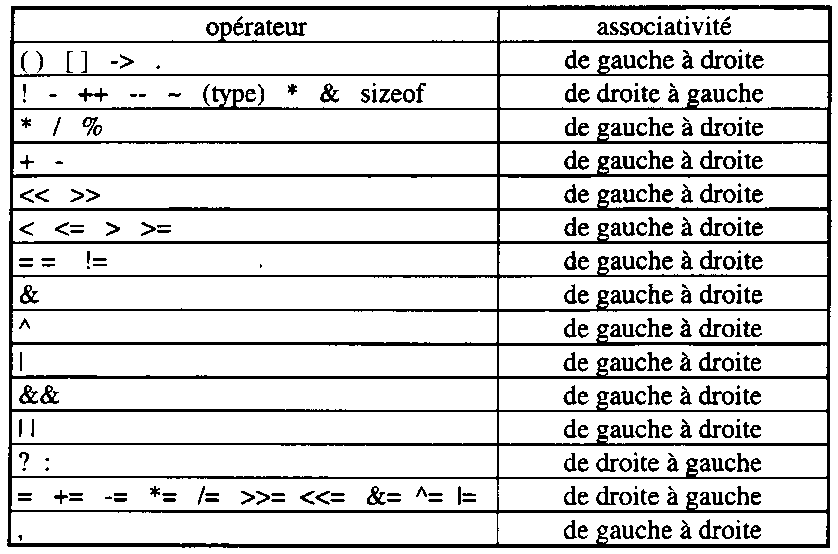 opérateur associativité
() [] -> . de gauche à droite
! - ++ -- ~ (type) * & sizeof de droite à gauche
* / % de gauche à droite
+ - de gauche à droite
<< >> de gauche à droite
< <= > >= de gauche à droite
== != de gauche à droite
& de gauche à droite
^ de gauche à droite
| de gauche à droite
&& de gauche à droite
|| de gauche à droite
? : de droite à gauche
= += -= *= /= >>= <<= &= ^= |= de droite à gauche
, de gauche à droite